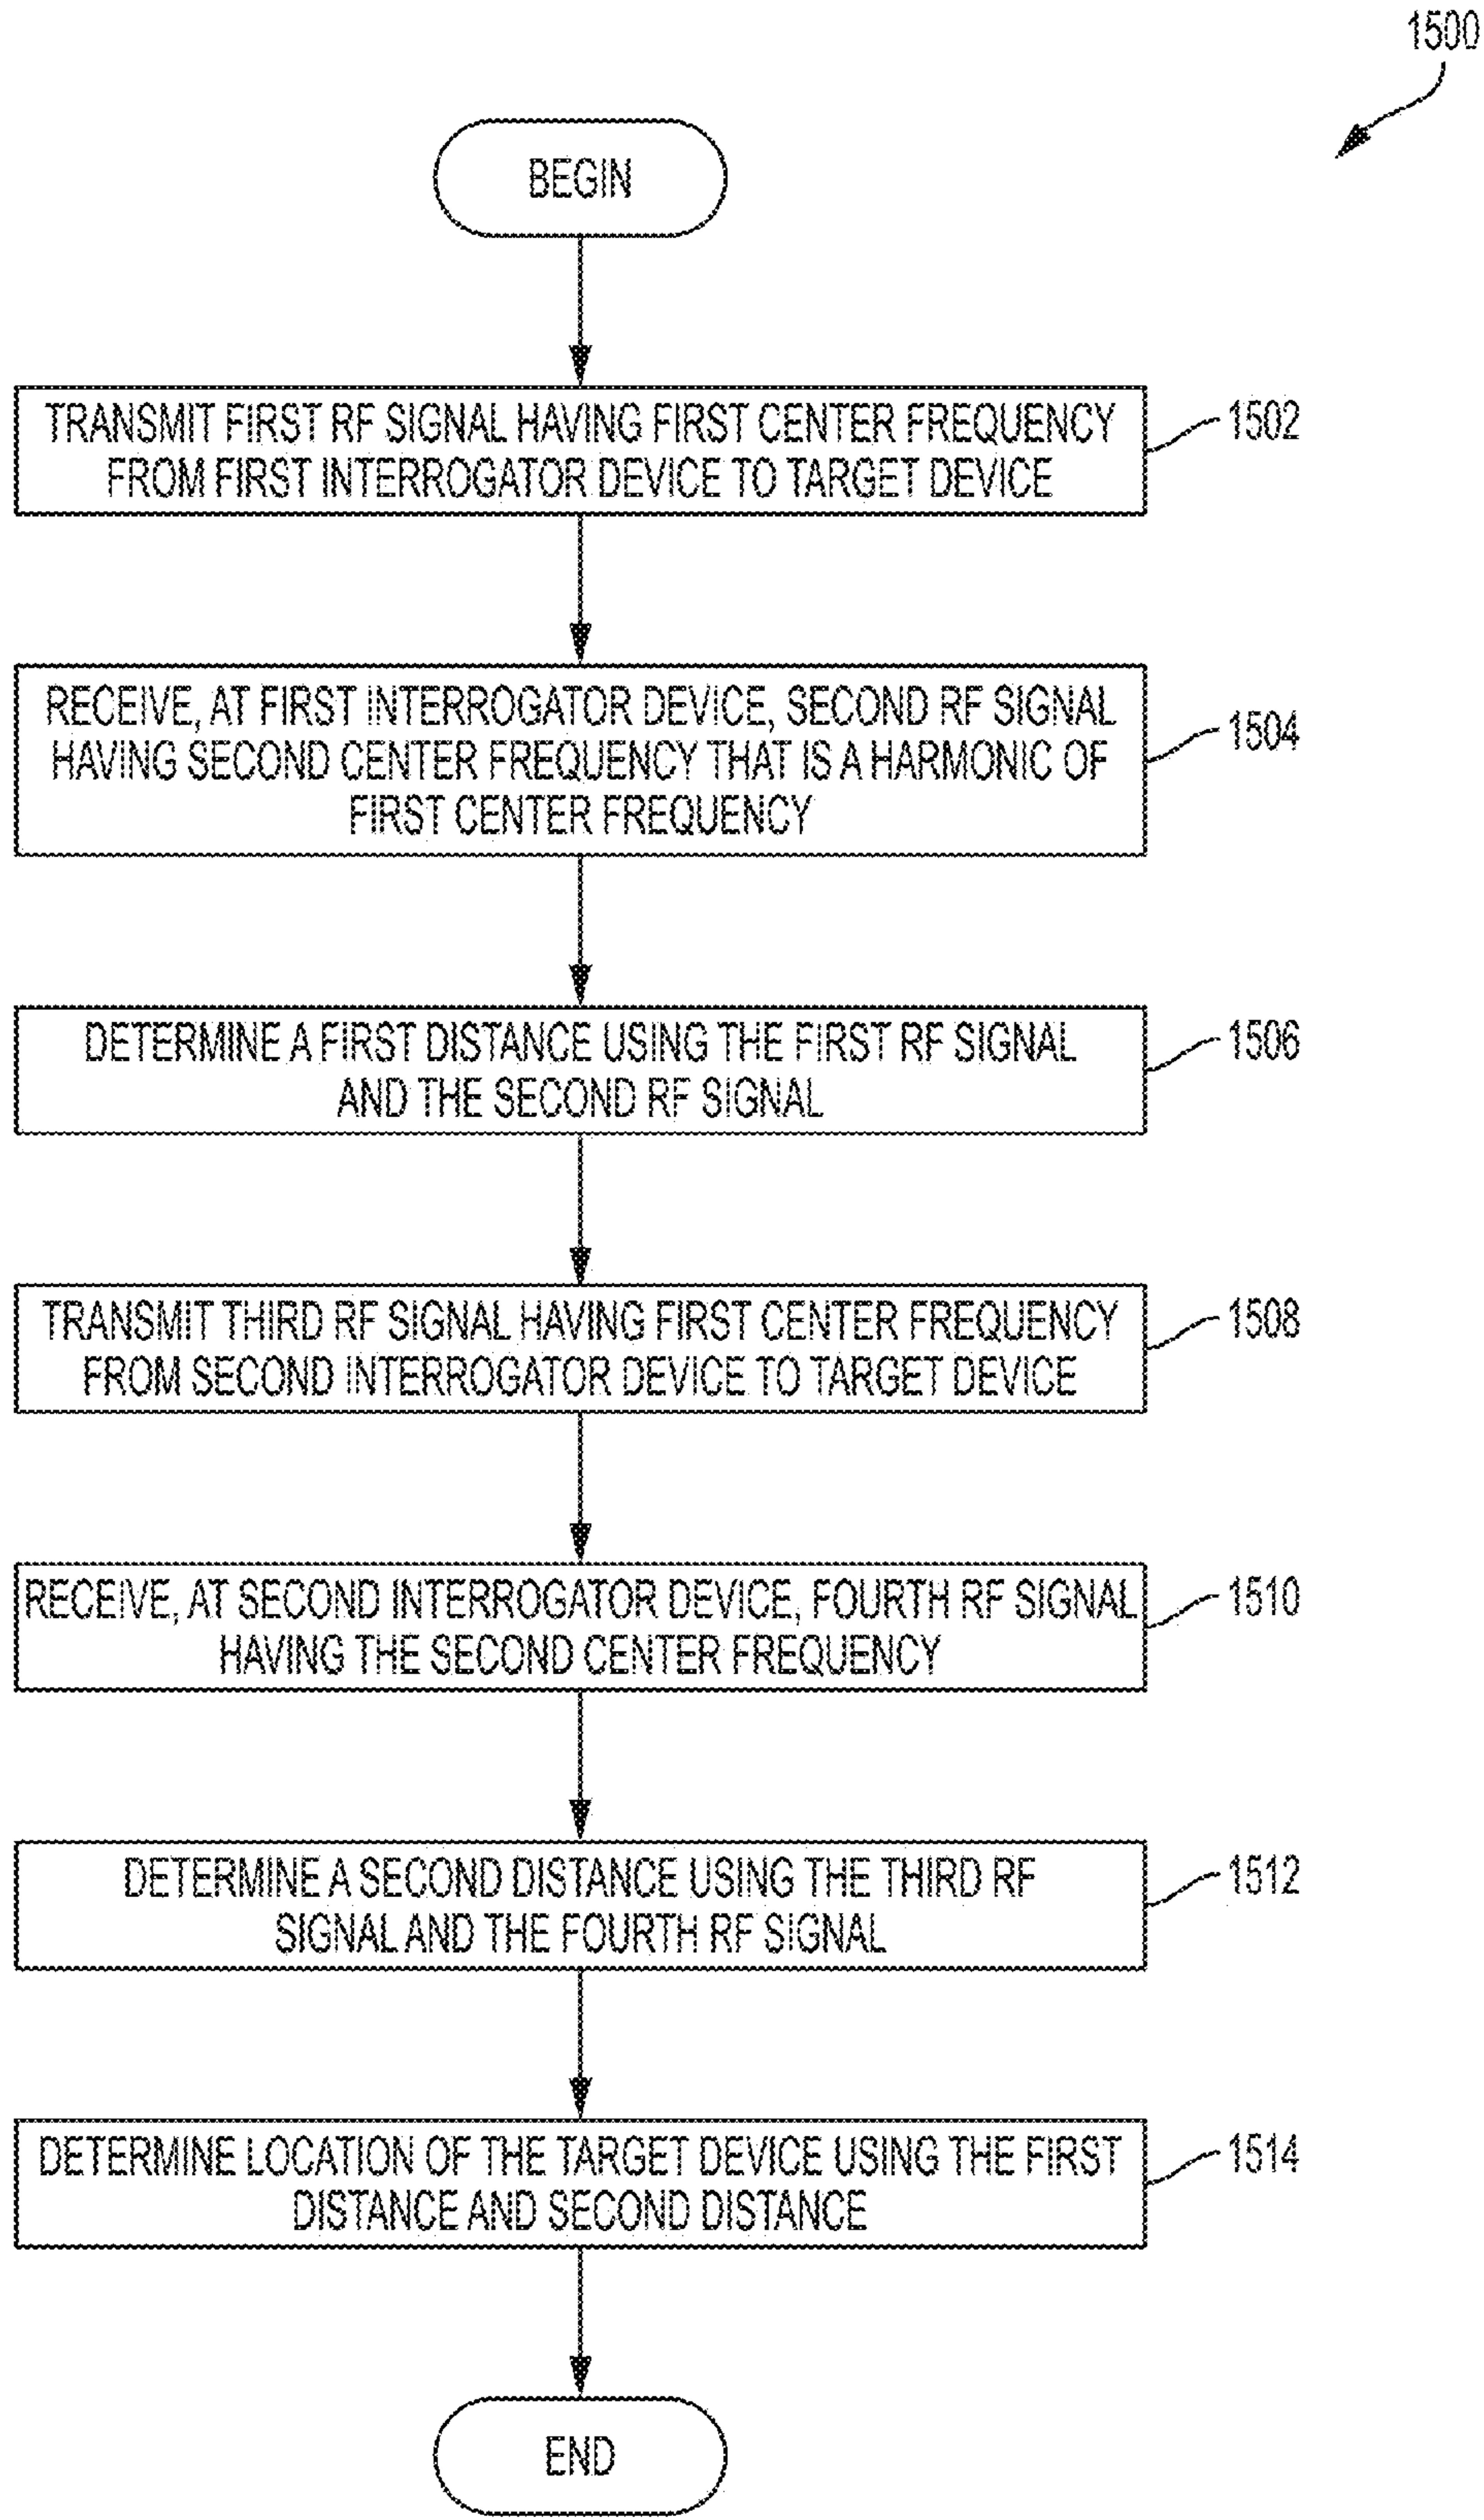 1500
BEGIN
TRANSMIT FIRST RF SIGNAL HAVING FIRST CENTER FREQUENCY
FROM FIRST INTERROGATOR DEVICE TO TARGET DEVICE
1502
RECEIVE, AT FIRST INTERROGATOR DEVICE, SECOND RF SIGNAL
HAVING SECOND CENTER FREQUENCY THAT IS A HARMONIC OF
FIRST CENTER FREQUENCY
1504
DETERMINE A FIRST DISTANCE USING THE FIRST RF SIGNAL
AND THE SECOND RF SIGNAL
1506
TRANSMIT THIRD RF SIGNAL HAVING FIRST CENTER FREQUENCY
FROM SECOND INTERROGATOR DEVICE TO TARGET DEVICE
1508
RECEIVE, AT SECOND INTERROGATOR DEVICE, FOURTH RF SIGNAL
HAVING THE SECOND CENTER FREQUENCY
1510
DETERMINE A SECOND DISTANCE USING THE THIRD RF
SIGNAL AND THE FOURTH RF SIGNAL
1512
DETERMINE LOCATION OF THE TARGET DEVICE USING THE FIRST
DISTANCE AND SECOND DISTANCE
1514
END